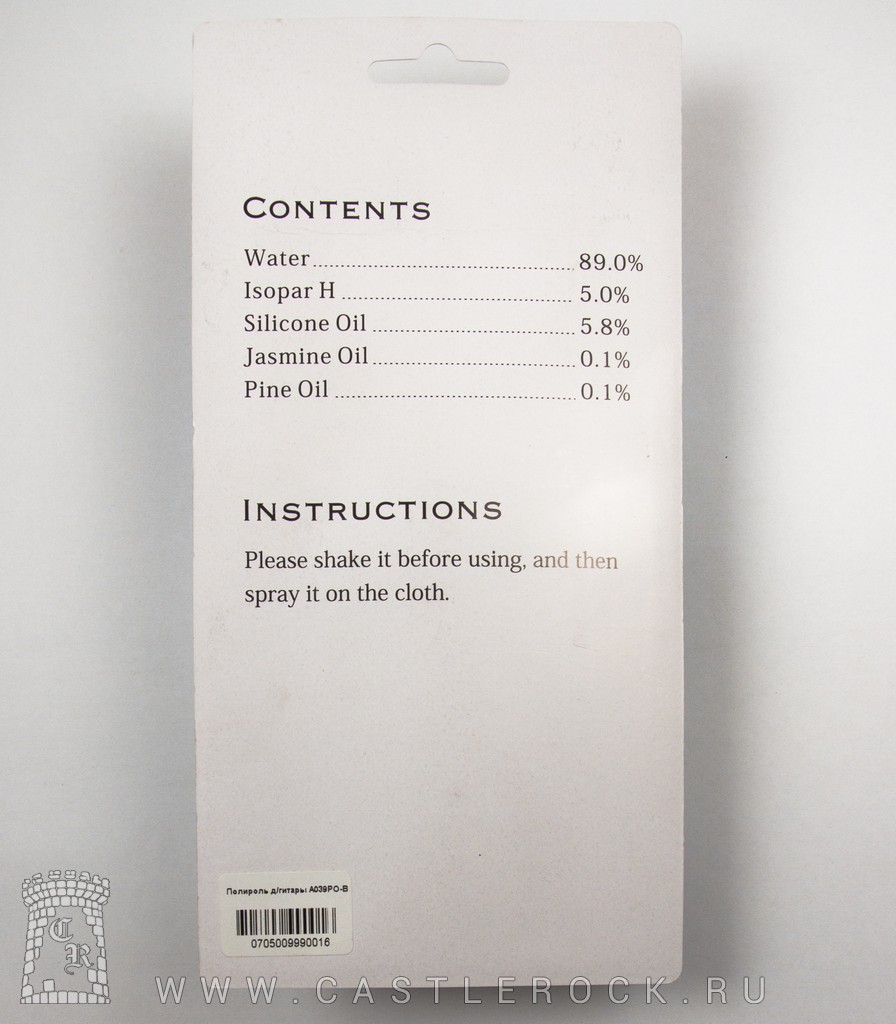 CONTENTS
Water 89.0%
Isopar H 5.0%
Silicone Oil 5.8%
Jasmine Oil 0.1%
Pine Oil 0.1%
INSTRUCTIONS
Please shake it before using, and then
spray it on the cloth.
Полироль д/гитары A039PO-B
0705009990016
CR
WWW.CASTLEROCK.RU